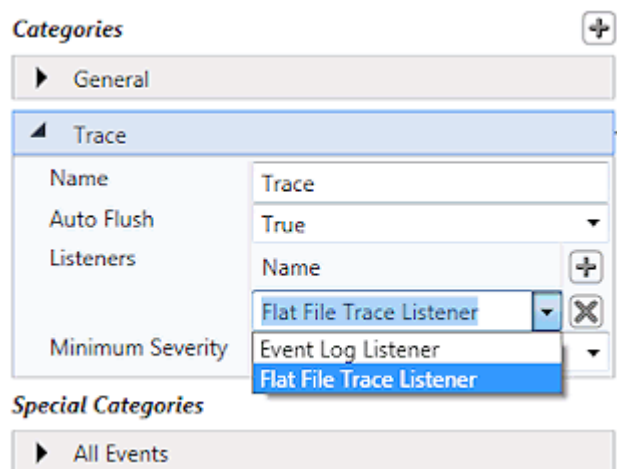 Categories
General
Trace
Name Trace
Auto Flush True
Listeners Name
Flat File Trace Listener
Minimum Severity Event Log Listener
Flat File Trace Listener
Special Categories
All Events